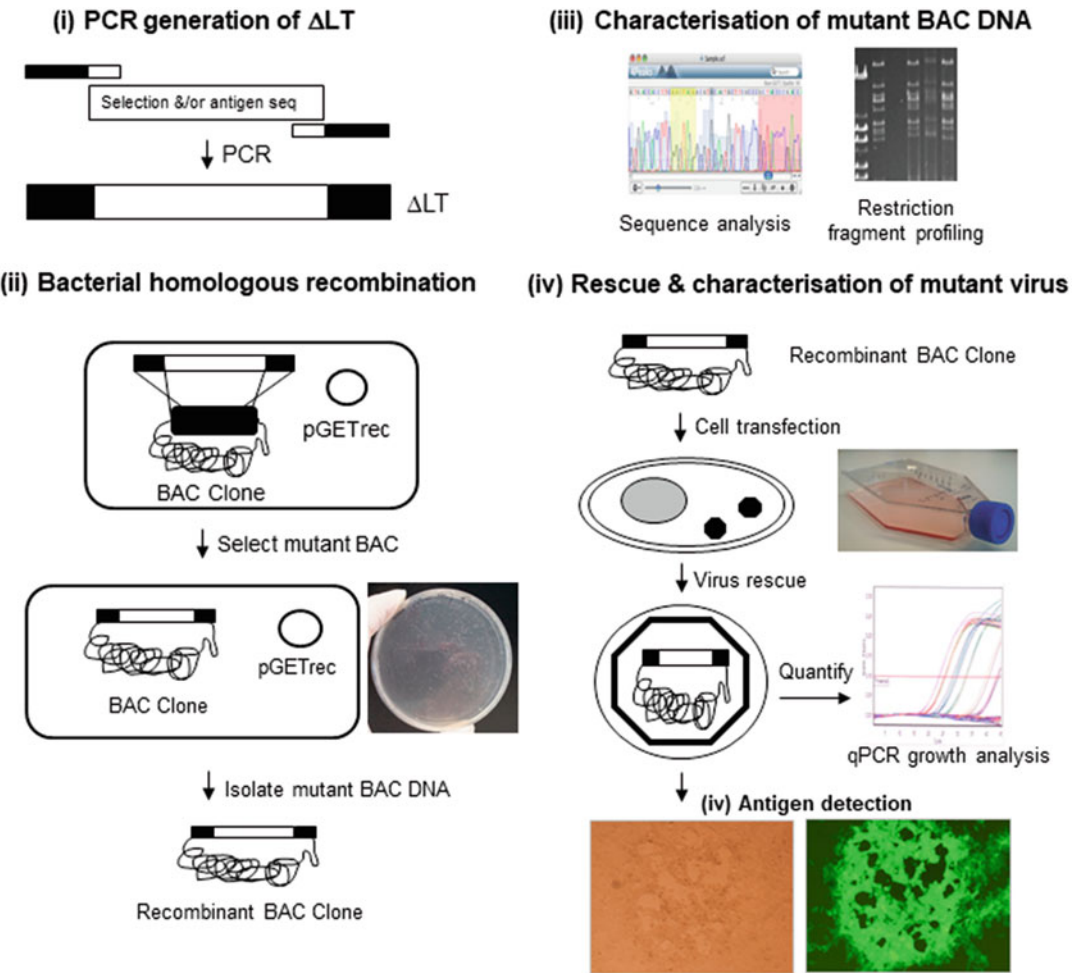 (i) PCR generation of ΔLT
Selection &/or antigen seq
PCR
ΔLT
(ii) Bacterial homologous recombination
pGETrec
BAC Clone
Select mutant BAC
pGETrec
BAC Clone
Isolate mutant BAC DNA
Recombinant BAC Clone
(iii) Characterisation of mutant BAC DNA
Sequence analysis
Restriction
fragment profiling
(iv) Rescue & characterisation of mutant virus
Recombinant BAC Clone
Cell transfection
Virus rescue
Quantify
qPCR growth analysis
(iv) Antigen detection